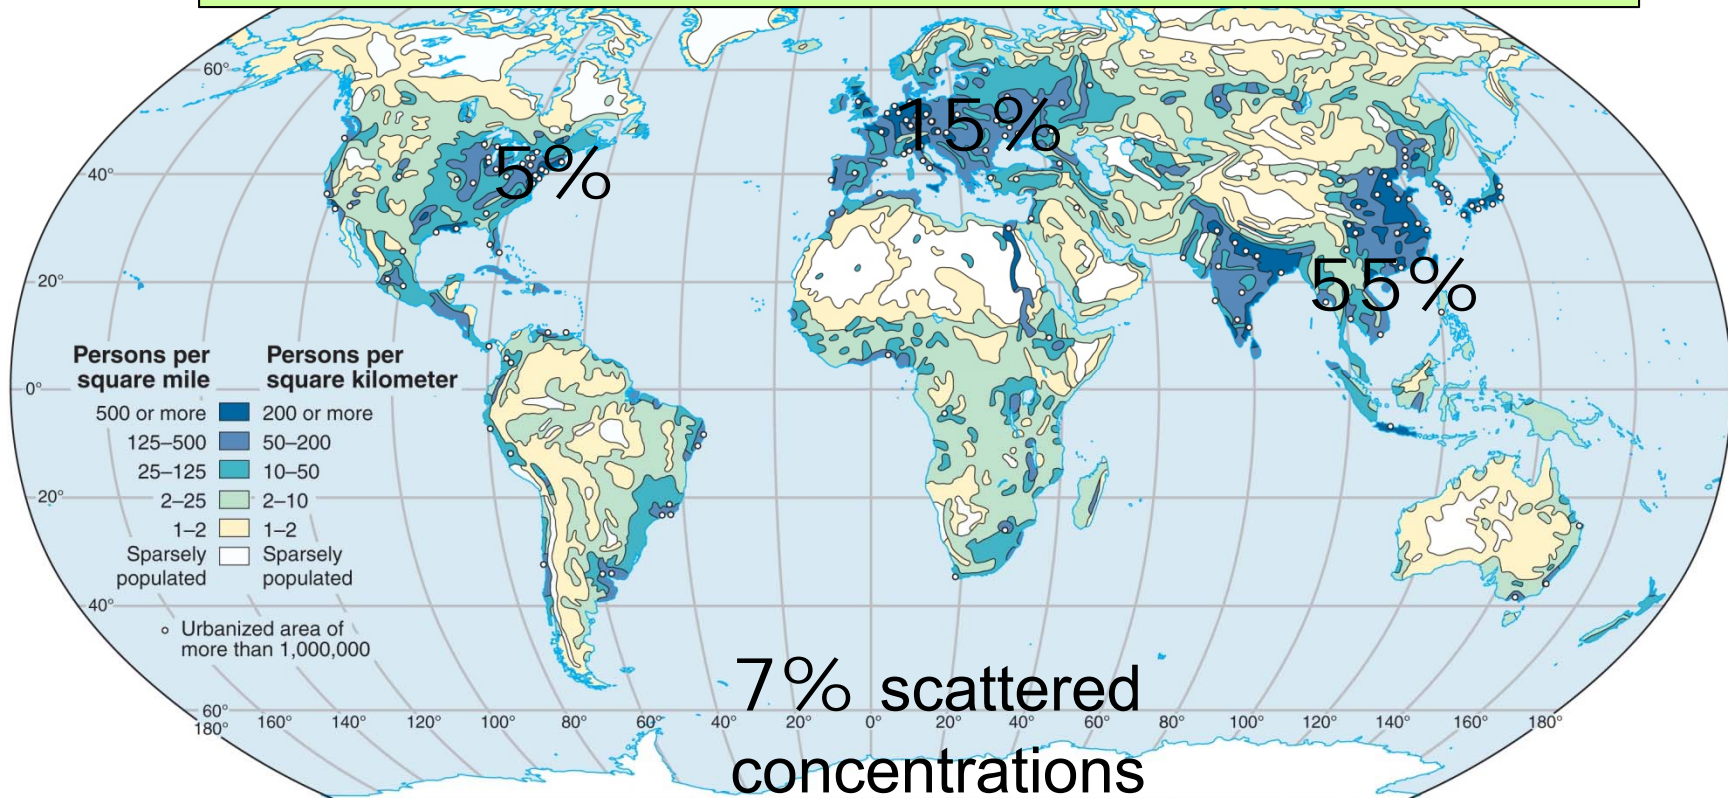 60°
15%
5%
40°
55%
20°
Persons per
square mile
Persons per
square kilometer
0°
500 or more
200 or more
125–500
50–200
25–125
10–50
20°
2–25
2–10
1–2
1–2
Sparsely
populated
Sparsely
populated
40°
Urbanized area of
more than 1,000,000
7% scattered
concentrations
60°
180° 160° 140° 120° 100° 80° 60° 40° 20° 0° 20° 40° 60° 80° 100° 120° 140° 160° 180°